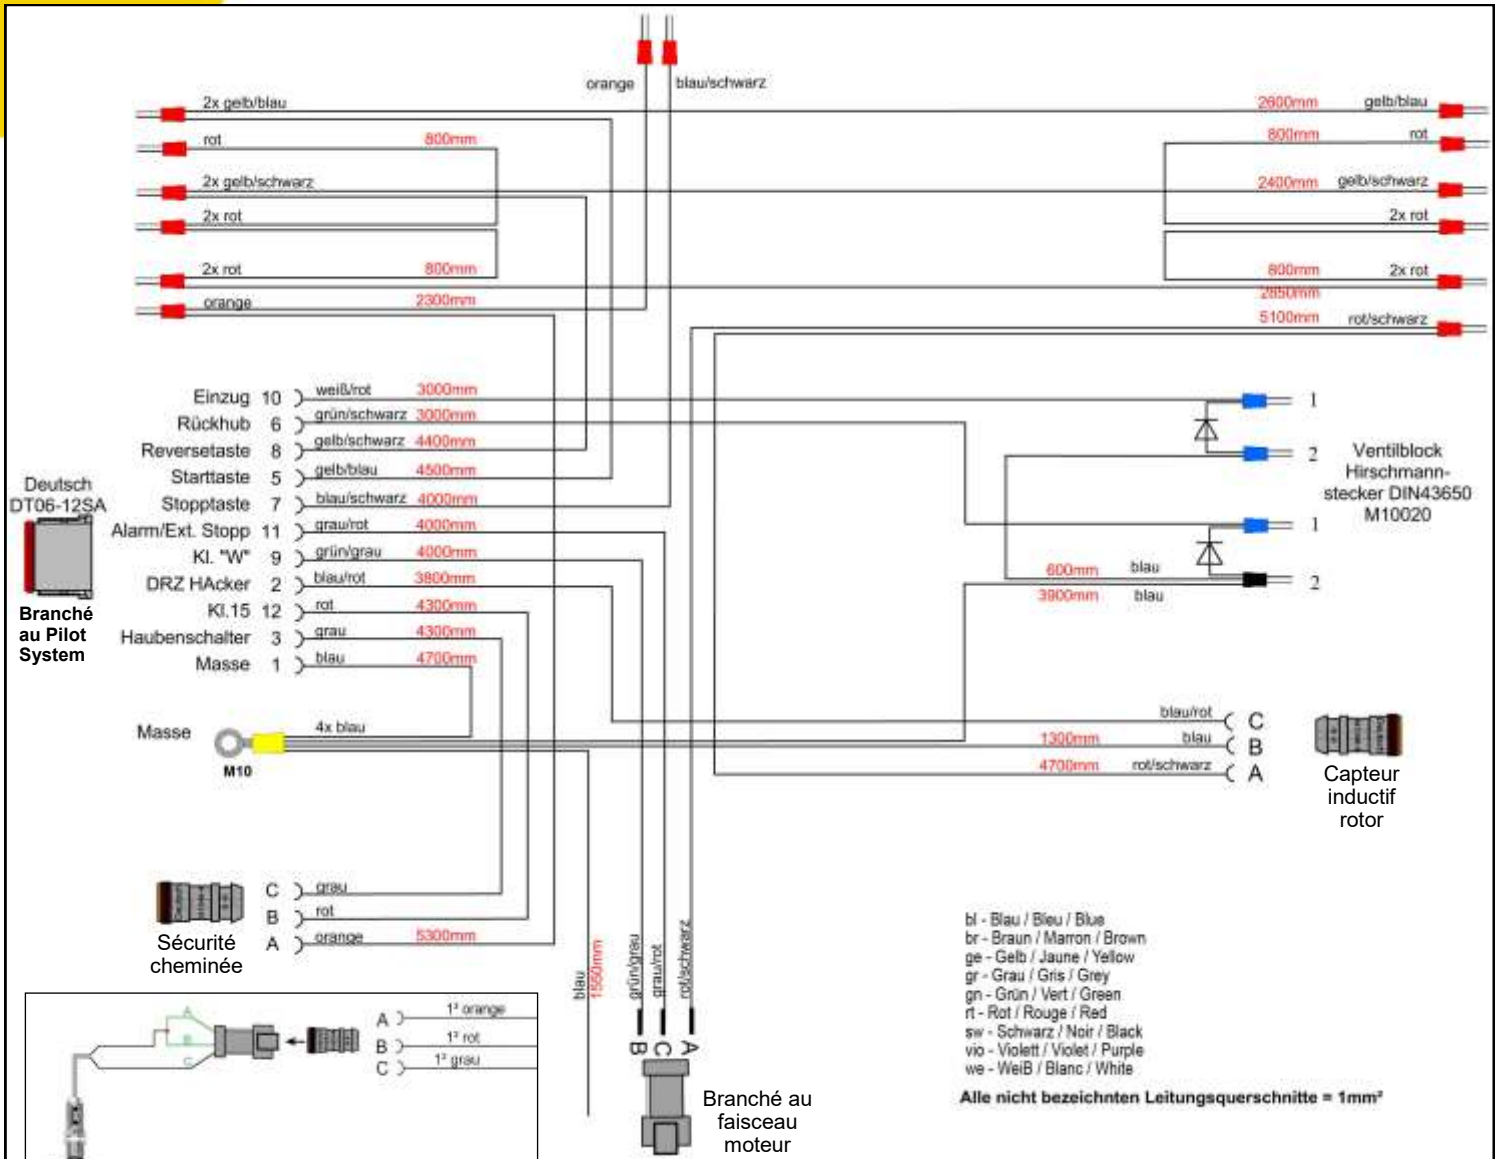 orange
blau/schwarz
2x gelb/blau
2600mm gelb/blau
rot 800mm
800mm rot
2x gelb/schwarz
2400mm gelb/schwarz
2x rot
2x rot
2x rot 800mm
800mm 2x rot
orange 2300mm
2850mm
5100mm rot/schwarz
Einzug 10 weiß/rot 3000mm
Rückhub 6 grün/schwarz 3000mm
Reversetaste 8 gelb/schwarz 4400mm
Starttaste 5 gelb/blau 4500mm
Stopptaste 7 blau/schwarz 4000mm
Alarm/Ext. Stopp 11 grau/rot 4000mm
Kl. "W" 9 grün/grau 4000mm
DRZ HAcker 2 blau/rot 3800mm
Kl.15 12 rot 4300mm
Haubenschalter 3 grau 4300mm
Masse 1 blau 4700mm
Deutsch
DT06-12SA
Branché
au Pilot
System
1
2
1
2
Ventilblock
Hirschmann-
stecker DIN43650
M10020
600mm blau
3900mm blau
Masse
4x blau
M10
blau/rot C
1300mm blau B
4700mm rot/schwarz A
Capteur
inductif
rotor
C grau
B rot
A orange 5300mm
Sécurité
cheminée
blau
1550mm
grün/grau
grau/rot
rot/schwarz
B C A
Branché au
faisceau
moteur
A
B
C
A 1² orange
B 1² rot
C 1² grau
bl - Blau / Bleu / Blue
br - Braun / Marron / Brown
ge - Gelb / Jaune / Yellow
gr - Grau / Gris / Grey
gn - Grün / Vert / Green
rt - Rot / Rouge / Red
sw - Schwarz / Noir / Black
vio - Violett / Violet / Purple
we - WeiB / Blanc / White
Alle nicht bezeichnten Leitungsquerschnitte = 1mm²